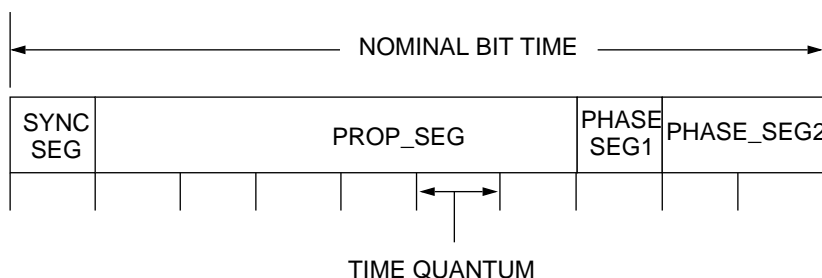 NOMINAL BIT TIME
SYNC
SEG
PROP_SEG
PHASE
SEG1
PHASE_SEG2
TIME QUANTUM